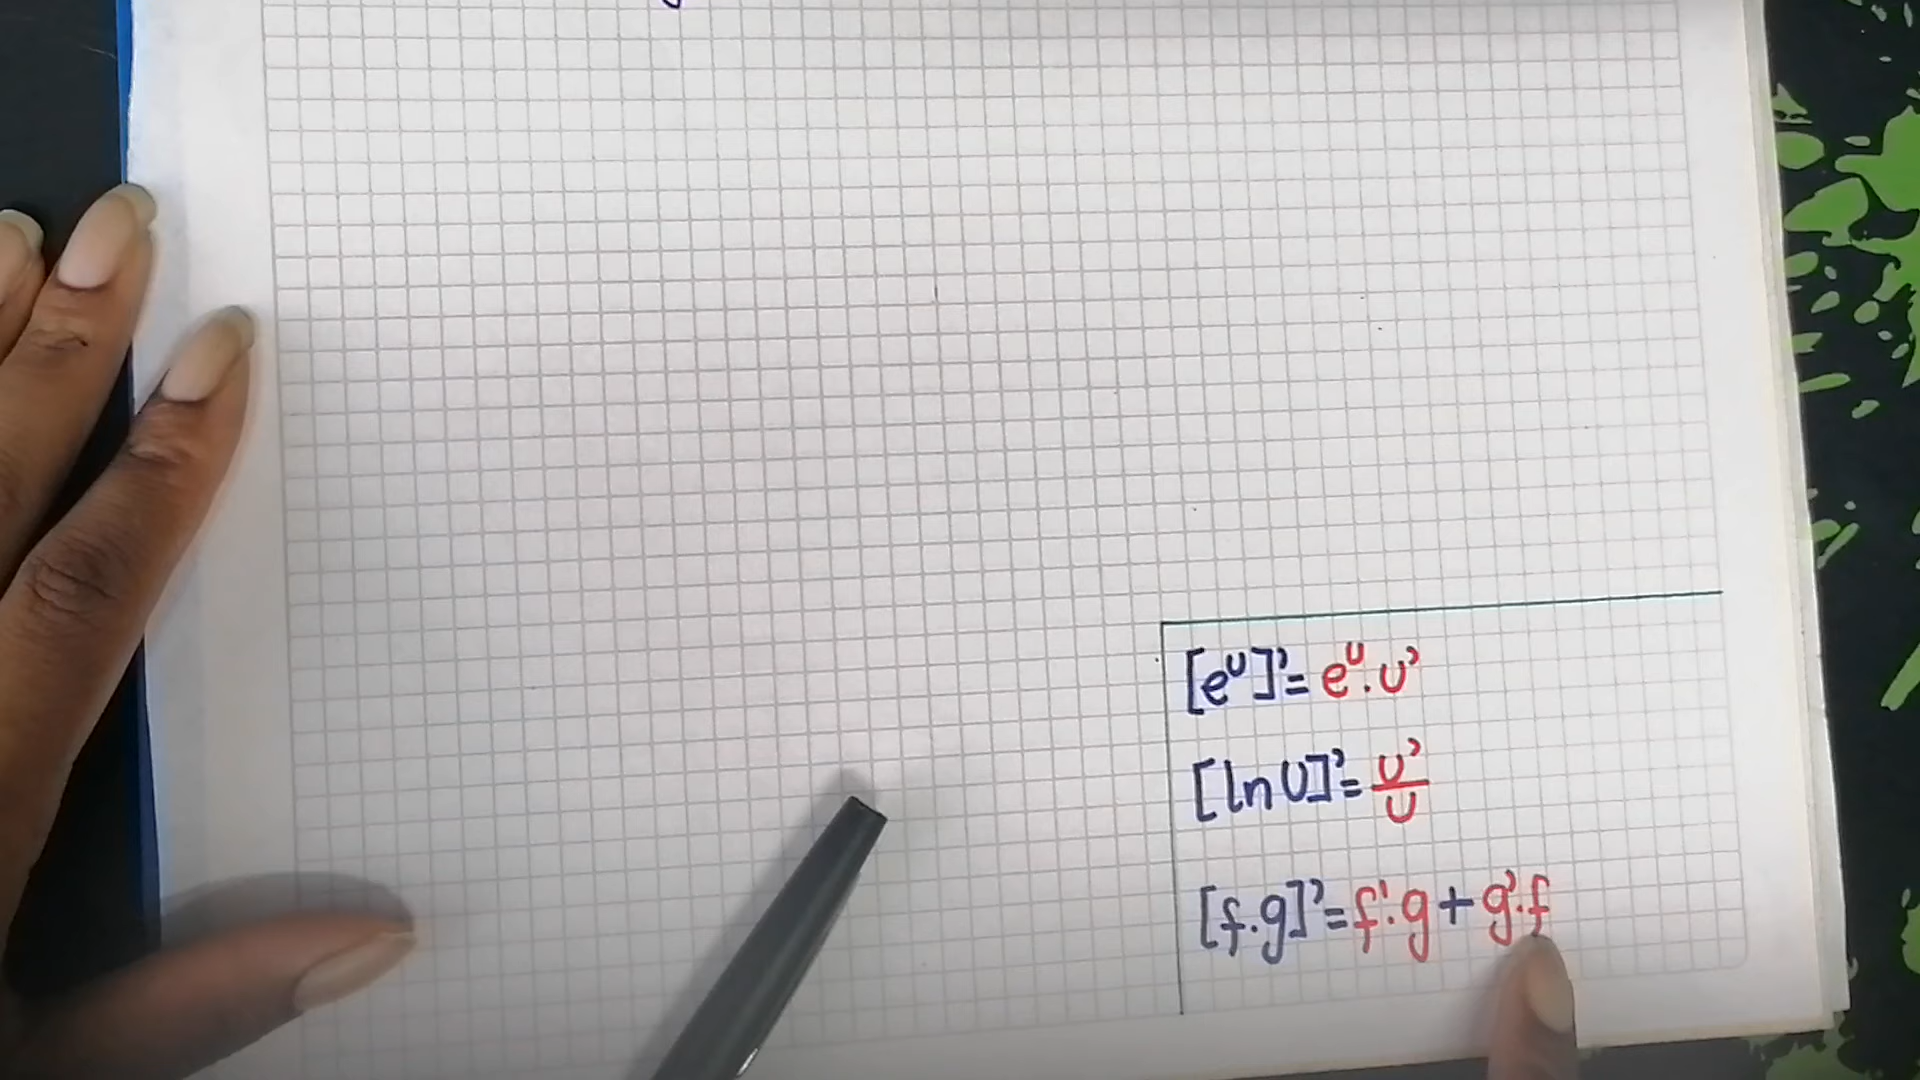 [e^U]'= e^U.U'
[ln U]'= U'/U
[f.g]'= f'.g + g'.f